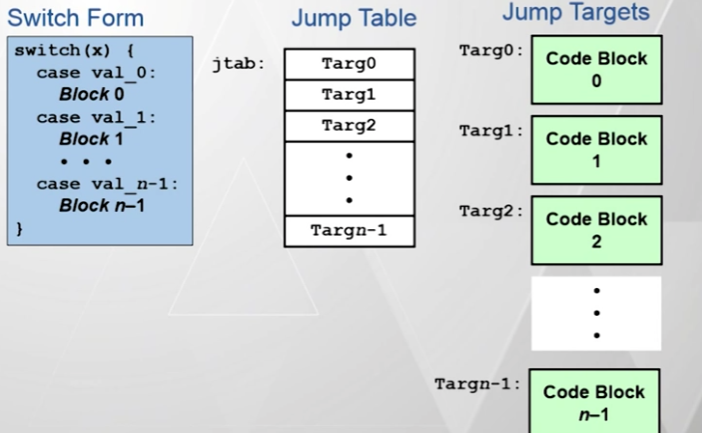 Switch Form
switch(x) {
case val_0:
Block 0
case val_1:
Block 1
• • •
case val_n-1:
Block n–1
}
Jump Table
jtab:
Targ0
Targ1
Targ2
•
•
•
Targn-1
Jump Targets
Targ0:
Code Block
0
Targ1:
Code Block
1
Targ2:
Code Block
2
•
•
•
Targn-1:
Code Block
n–1